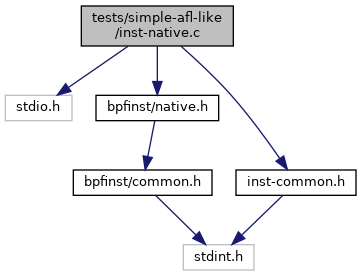 tests/simple-afl-like
/inst-native.c
stdio.h
bpfinst/native.h
bpfinst/common.h
inst-common.h
stdint.h